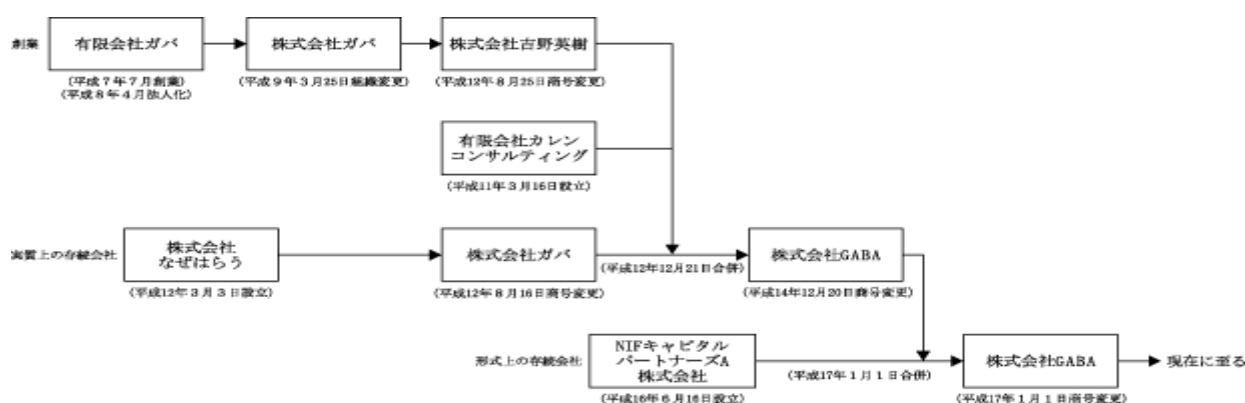 創業
有限会社ガバ
株式会社ガバ
株式会社吉野英樹
(平成7年7月創業)
(平成8年4月法人化)
(平成9年3月25日組織変更)
(平成12年8月25日商号変更)
有限会社カレン
コンサルティング
(平成11年3月16日設立)
実質上の存続会社
株式会社
なぜはらう
株式会社ガバ
(平成12年12月21日合併)
株式会社GABA
(平成12年3月3日設立)
(平成12年8月16日商号変更)
(平成14年12月20日商号変更)
形式上の存続会社
NIFキャピタル
パートナーズA
株式会社
(平成17年1月1日合併)
株式会社GABA
現在に至る
(平成16年6月16日設立)
(平成17年1月1日商号変更)